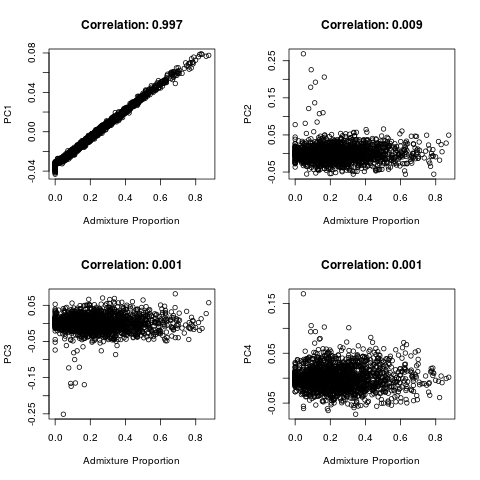 Correlation: 0.997
PC1
0.08
0.04
0.00
-0.04
0.0 0.2 0.4 0.6 0.8
Admixture Proportion
Correlation: 0.009
PC2
0.25
0.15
0.05
-0.05
0.0 0.2 0.4 0.6 0.8
Admixture Proportion
Correlation: 0.001
PC3
0.05
-0.05
-0.15
-0.25
0.0 0.2 0.4 0.6 0.8
Admixture Proportion
Correlation: 0.001
PC4
0.15
0.05
-0.05
0.0 0.2 0.4 0.6 0.8
Admixture Proportion